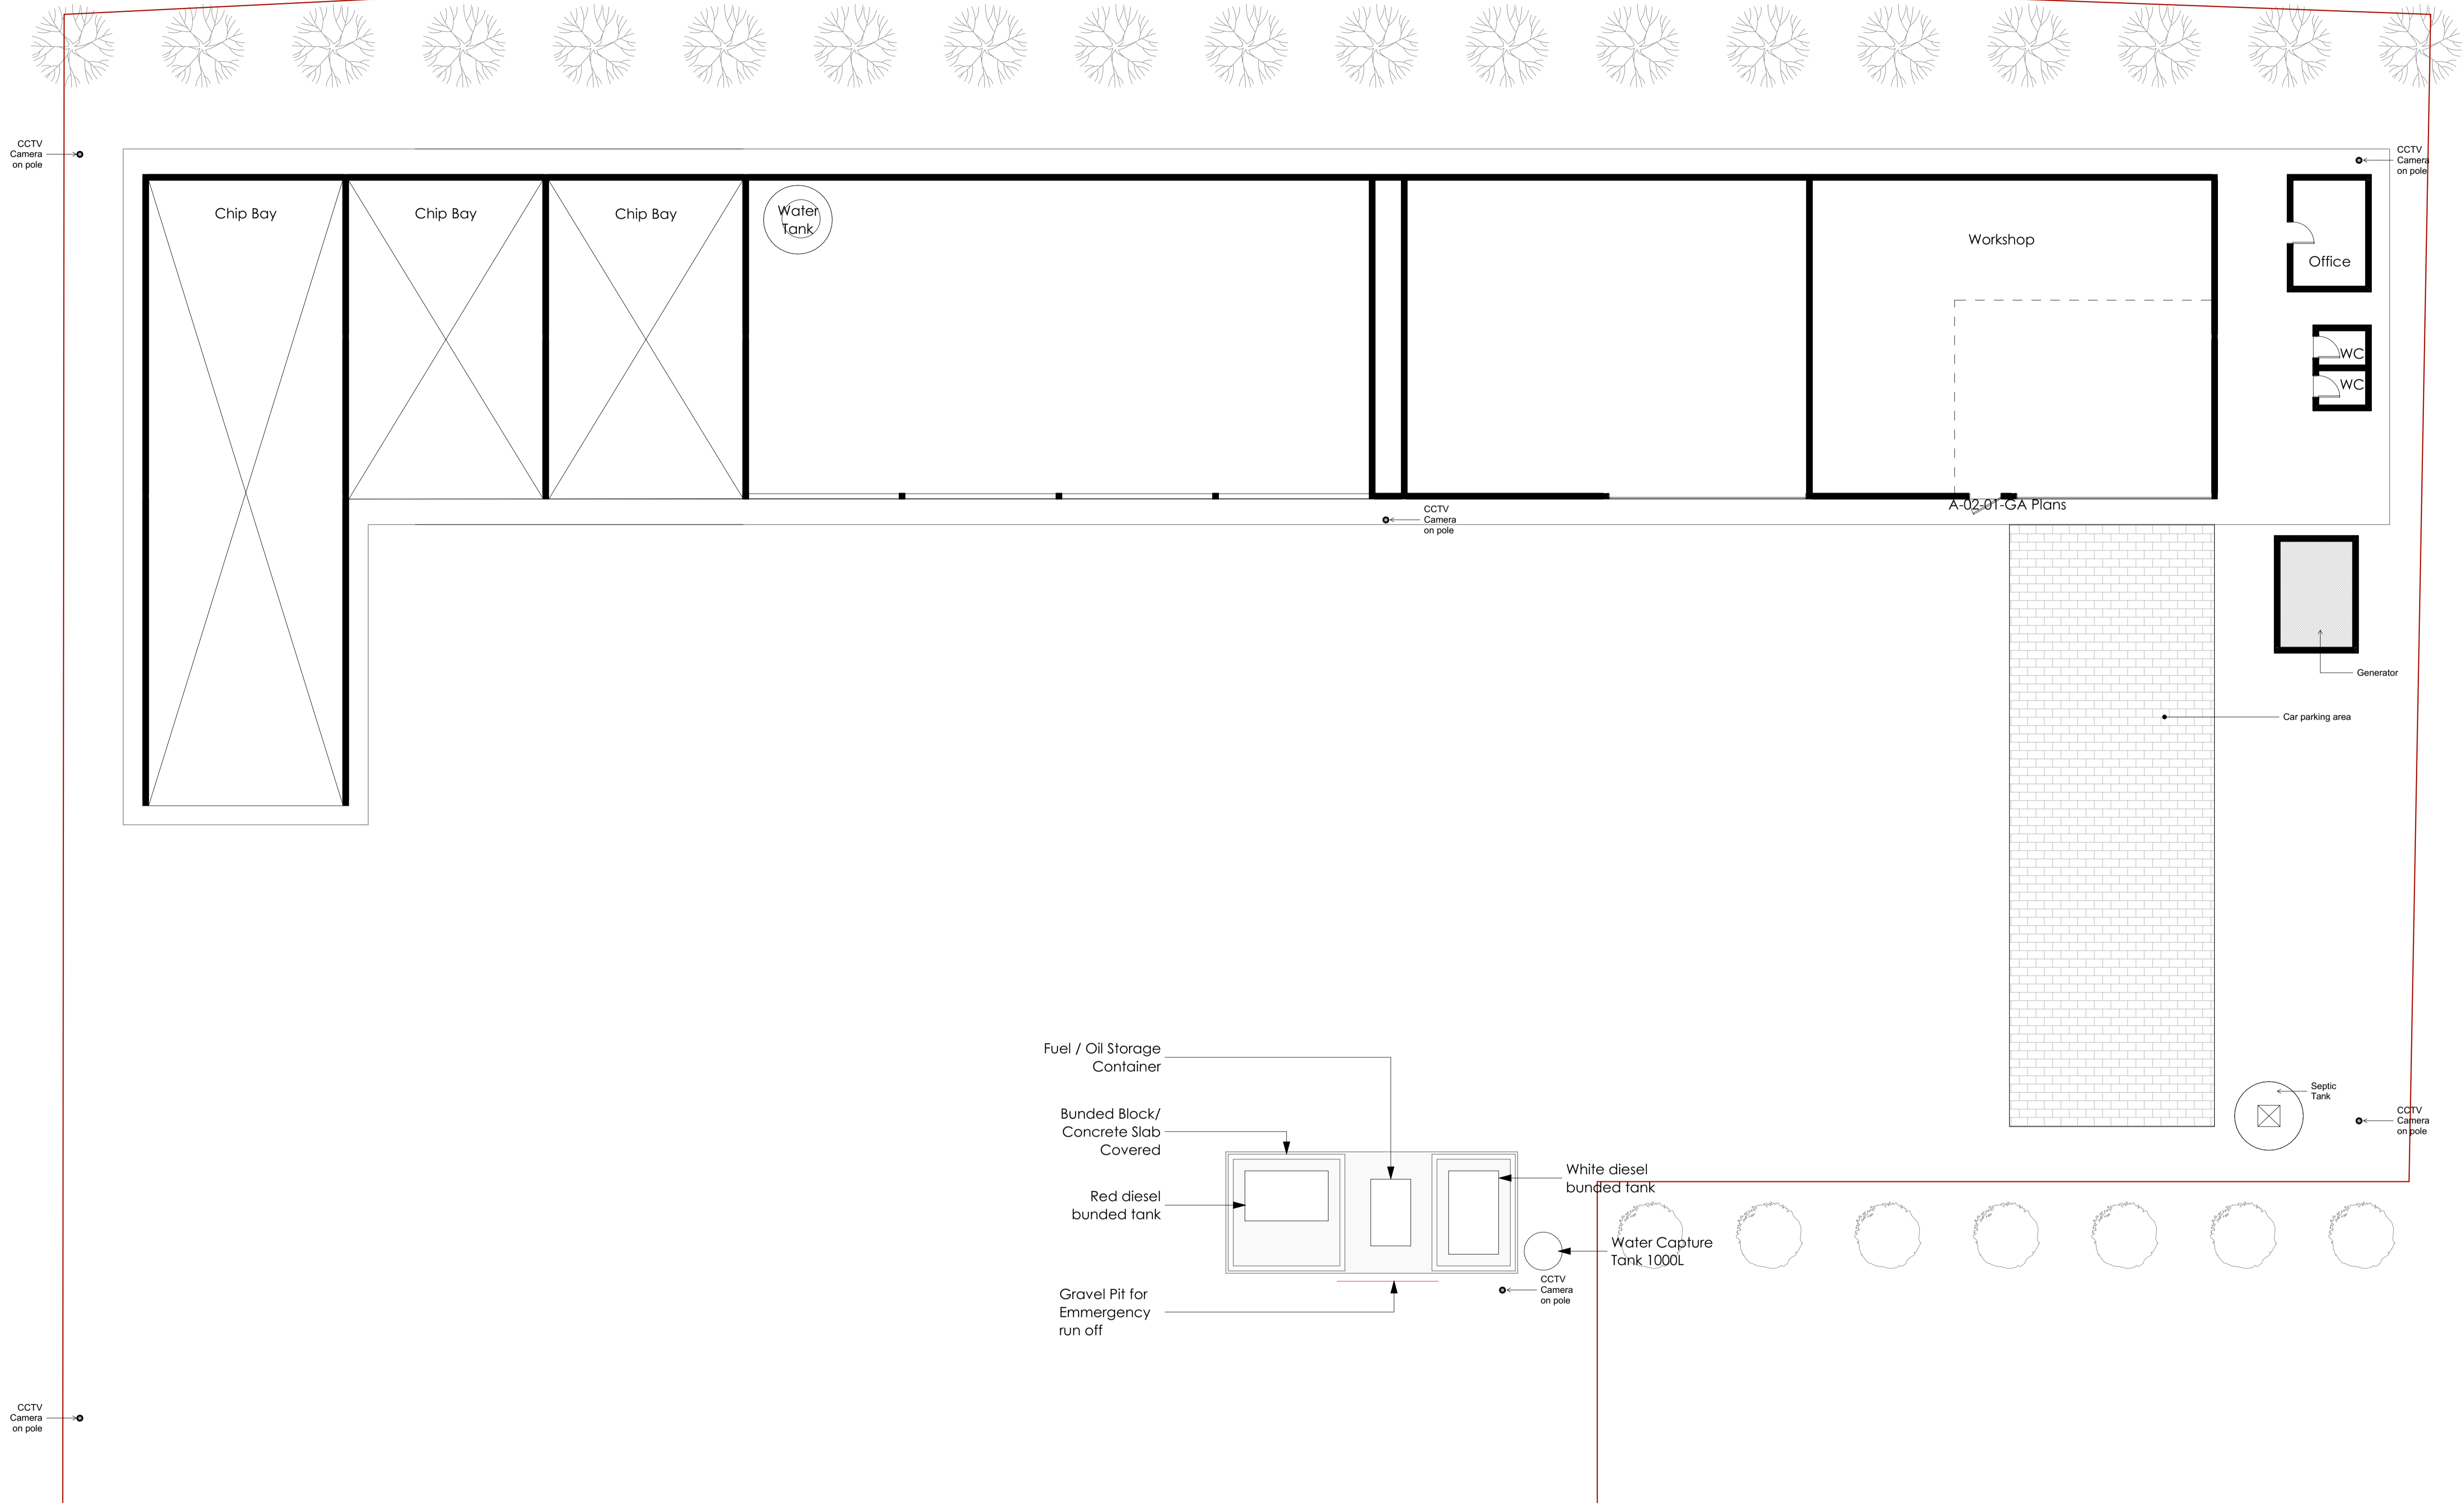 CCTV
Camera
on pole
CCTV
Camera
on pole
Chip Bay
Chip Bay
Chip Bay
Water
Tank
Workshop
Office
WC
WC
A-02-01-GA Plans
CCTV
Camera
on pole
Generator
Car parking area
Fuel / Oil Storage
Container
Bunded Block/
Concrete Slab
Covered
Red diesel
bunded tank
Gravel Pit for
Emmergency
run off
White diesel
bunded tank
Water Capture
Tank 1000L
CCTV
Camera
on pole
Septic
Tank
CCTV
Camera
on pole
CCTV
Camera
on pole